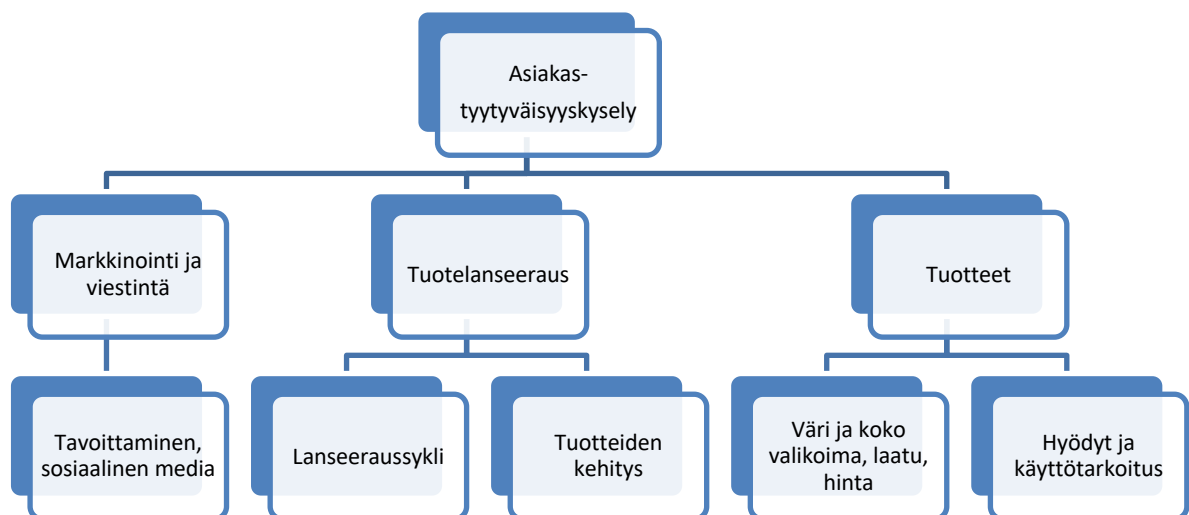 Asiakas-
tyytyväisyyskysely
Markkinointi ja
viestintä
Tuotelanseeraus
Tuotteet
Tavoittaminen,
sosiaalinen media
Lanseeraussykli
Tuotteiden
kehitys
Väri ja koko
valikoima, laatu,
hinta
Hyödyt ja
käyttötarkoitus